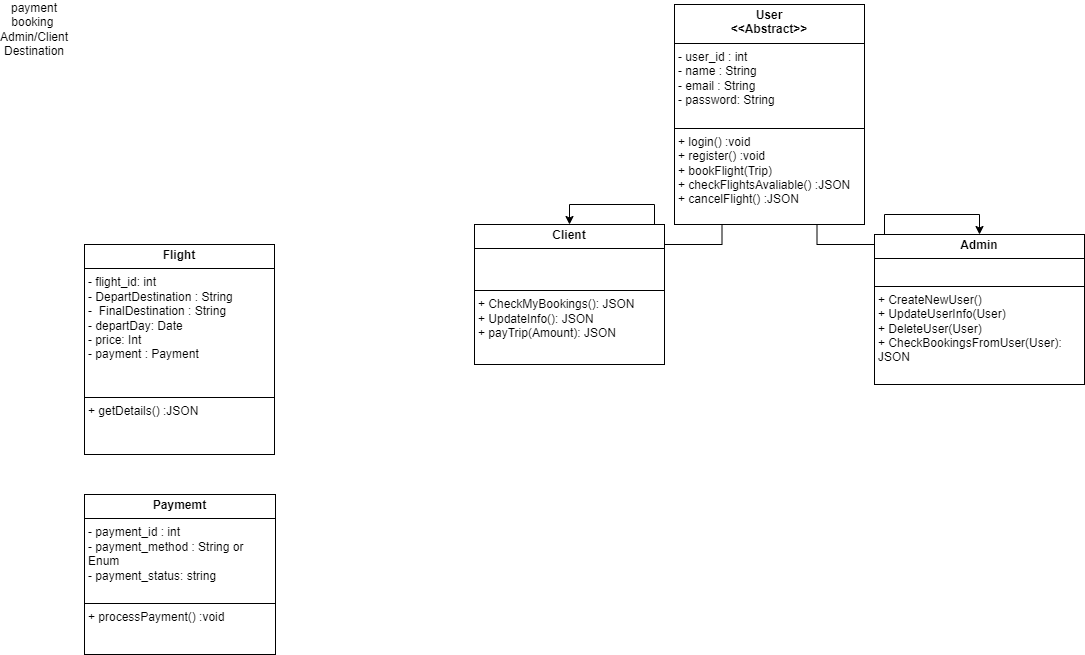 payment
booking
Admin/Client
Destination
User
<<Abstract>>
- user_id : int
- name : String
- email : String
- password: String
+ login() :void
+ register() :void
+ bookFlight(Trip)
+ checkFlightsAvaliable() :JSON
+ cancelFlight() :JSON
Client
+ CheckMyBookings(): JSON
+ UpdateInfo(): JSON
+ payTrip(Amount): JSON
Admin
+ CreateNewUser()
+ UpdateUserInfo(User)
+ DeleteUser(User)
+ CheckBookingsFromUser(User):
JSON
Flight
- flight_id: int
- DepartDestination : String
- FinalDestination : String
- departDay: Date
- price: Int
- payment : Payment
+ getDetails() :JSON
Paymemt
- payment_id : int
- payment_method : String or
Enum
- payment_status: string
+ processPayment() :void